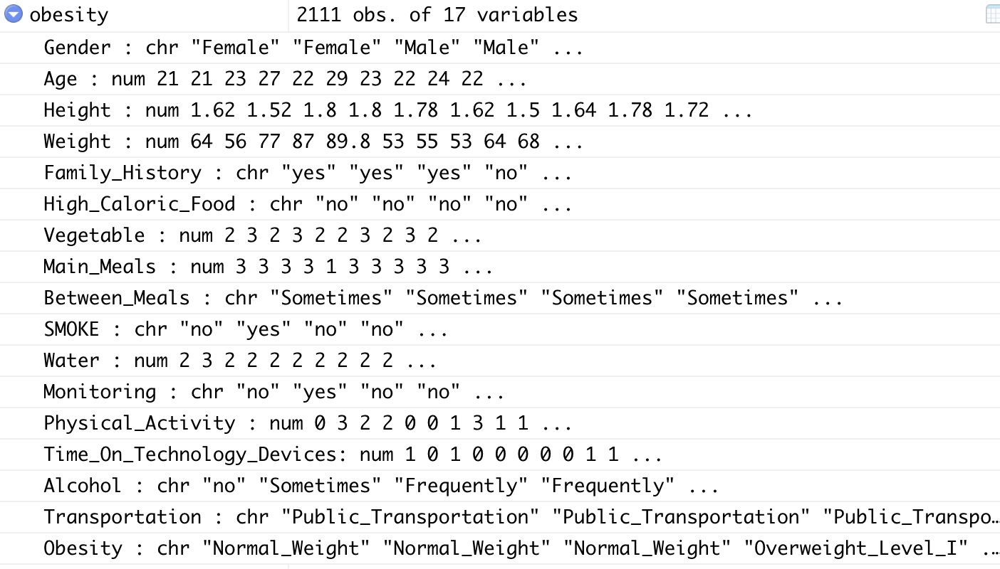 obesity 2111 obs. of 17 variables
Gender : chr "Female" "Female" "Male" "Male" ...
Age : num 21 21 23 27 22 29 23 22 24 22 ...
Height : num 1.62 1.52 1.8 1.8 1.78 1.62 1.5 1.64 1.78 1.72 ...
Weight : num 64 56 77 87 89.8 53 55 53 64 68 ...
Family_History : chr "yes" "yes" "yes" "no" ...
High_Caloric_Food : chr "no" "no" "no" "no" ...
Vegetable : num 2 3 2 3 2 2 3 2 3 2 ...
Main_Meals : num 3 3 3 3 1 3 3 3 3 3 ...
Between_Meals : chr "Sometimes" "Sometimes" "Sometimes" "Sometimes" ...
SMOKE : chr "no" "yes" "no" "no" ...
Water : num 2 3 2 2 2 2 2 2 2 2 ...
Monitoring : chr "no" "yes" "no" "no" ...
Physical_Activity : num 0 3 2 2 0 0 1 3 1 1 ...
Time_On_Technology_Devices: num 1 0 1 0 0 0 0 0 1 1 ...
Alcohol : chr "no" "Sometimes" "Frequently" "Frequently" ...
Transportation : chr "Public_Transportation" "Public_Transportation" "Public_Transpo…
Obesity : chr "Normal_Weight" "Normal_Weight" "Normal_Weight" "Overweight_Level_I" .…